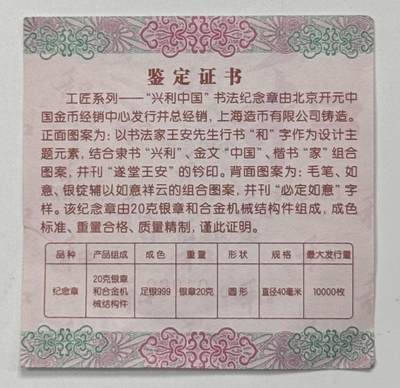 鉴定证书
工匠系列——“兴利中国”书法纪念章由北京开元中
国金币经销中心发行并总经销，上海造币有限公司铸造。
正面图案为：以书法家王安先生行书“和”字作为设计主
题元素，结合隶书“兴利”、金文“中国”、楷书“家”组合
图案，并刊“遂堂王安”的钤印。背面图案为：毛笔、如
意、银锭辅以如意祥云的组合图案，并刊“必定如意”字
样。该纪念章由20克银章和合金机械结构件组成，成色
标准、重量合格、质量精制，谨此证明。
品种 产品组成 成色 重量 形状 规格 最大发行量
纪念章 20克银章和合金机械结构件 足银999 银章20克 圆形 直径40毫米 10000枚